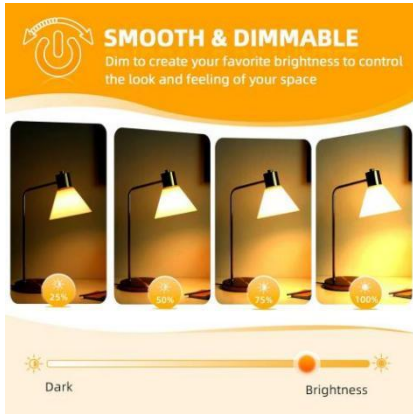 SMOOTH & DIMMABLE
Dim to create your favorite brightness to control
the look and feeling of your space
25%
50%
75%
100%
Dark
Brightness